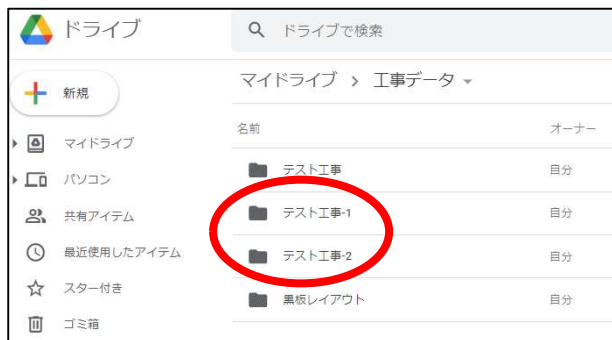 ドライブ
ドライブで検索
新規
マイドライブ
パソコン
共有アイテム
最近使用したアイテム
スター付き
ゴミ箱
マイドライブ > 工事データ
名前 オーナー
テスト工事 自分
テスト工事-1 自分
テスト工事-2 自分
黒板レイアウト 自分